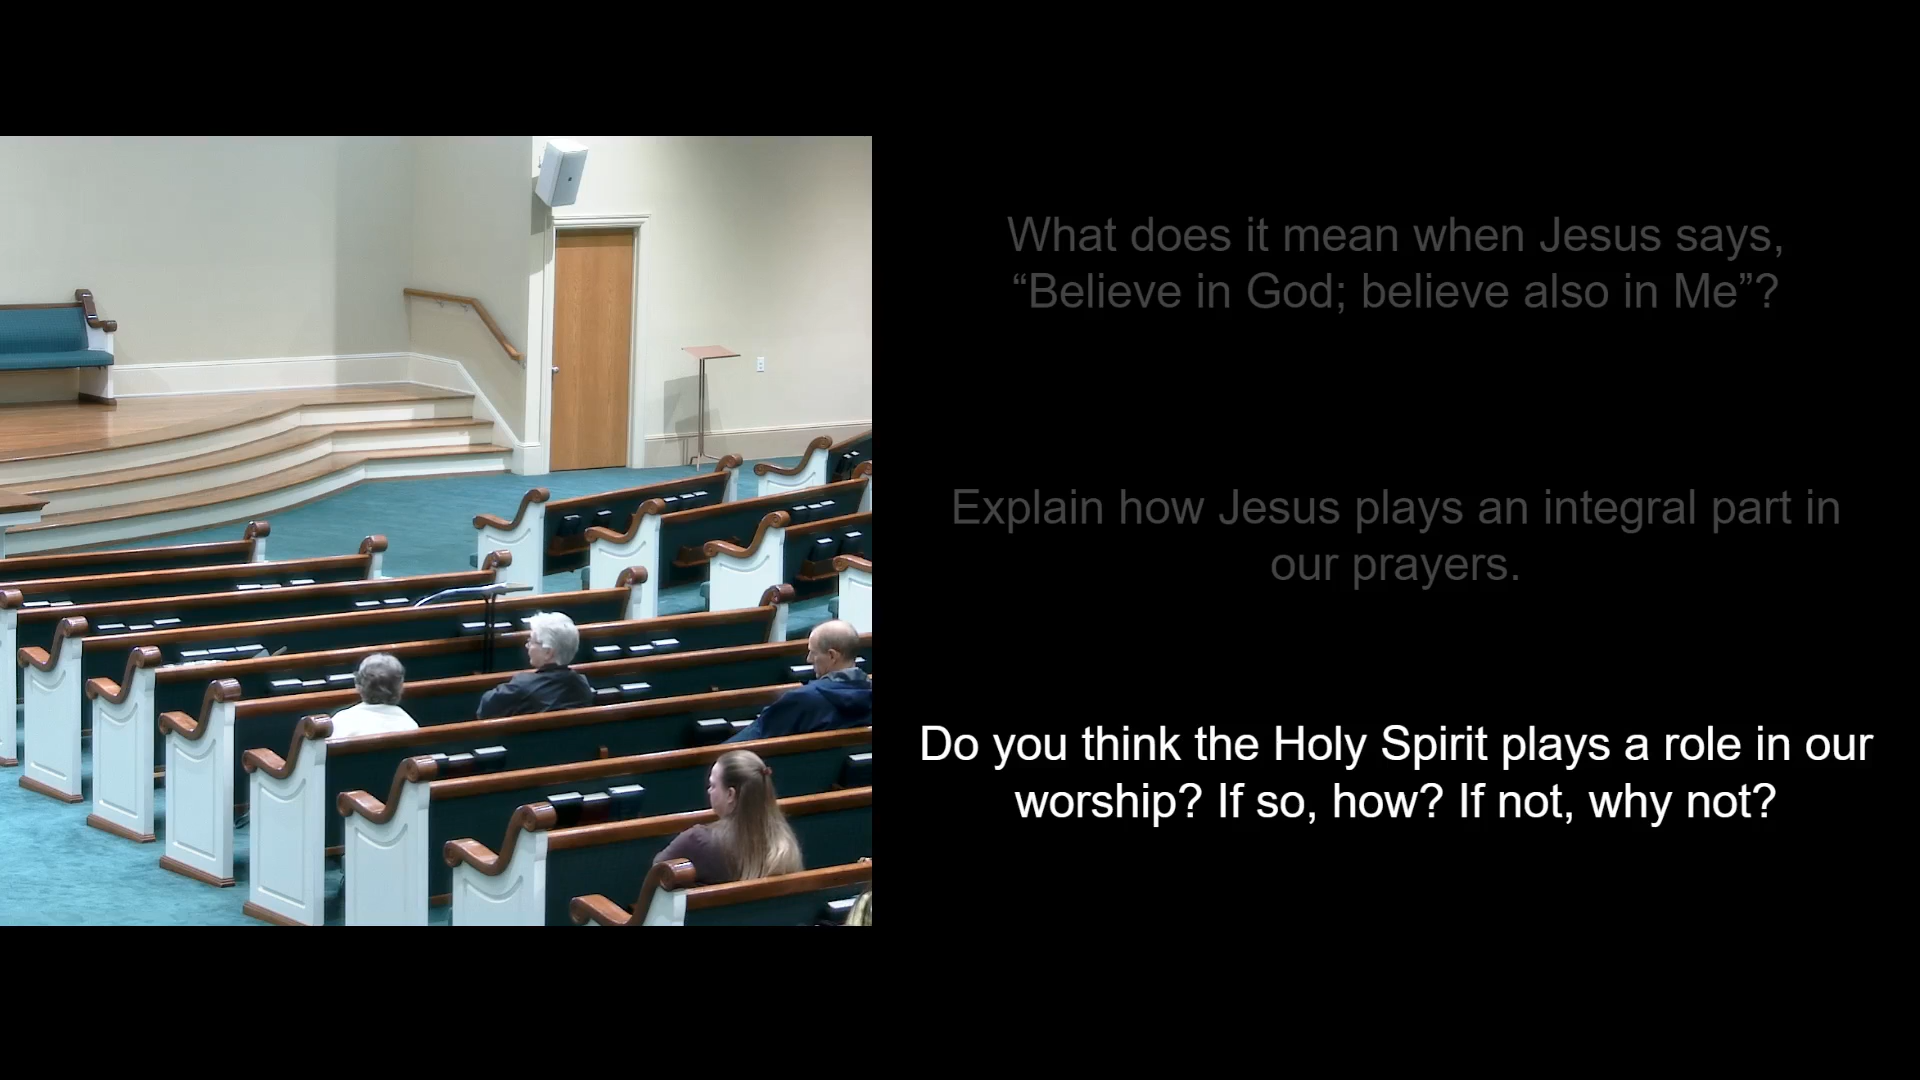 What does it mean when Jesus says,
“Believe in God; believe also in Me”?
Explain how Jesus plays an integral part in
our prayers.
Do you think the Holy Spirit plays a role in our
worship? If so, how? If not, why not?